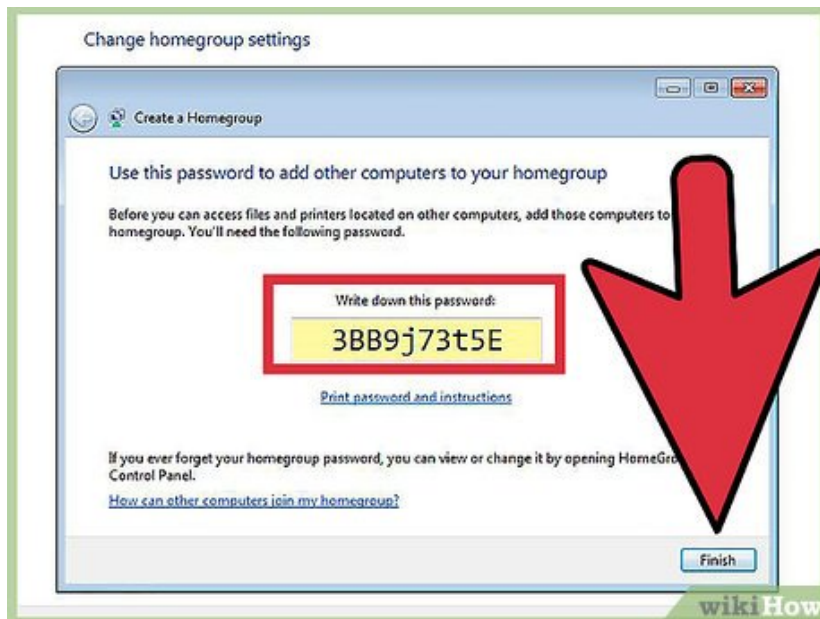 Change homegroup settings
Create a Homegroup
Use this password to add other computers to your homegroup
Before you can access files and printers located on other computers, add those computers to
homegroup. You'll need the following password.
Write down this password:
3BB9j73t5E
Print password and instructions
If you ever forget your homegroup password, you can view or change it by opening
Control Panel.
How can other computers join my homegroup?
Finish
wikiHow